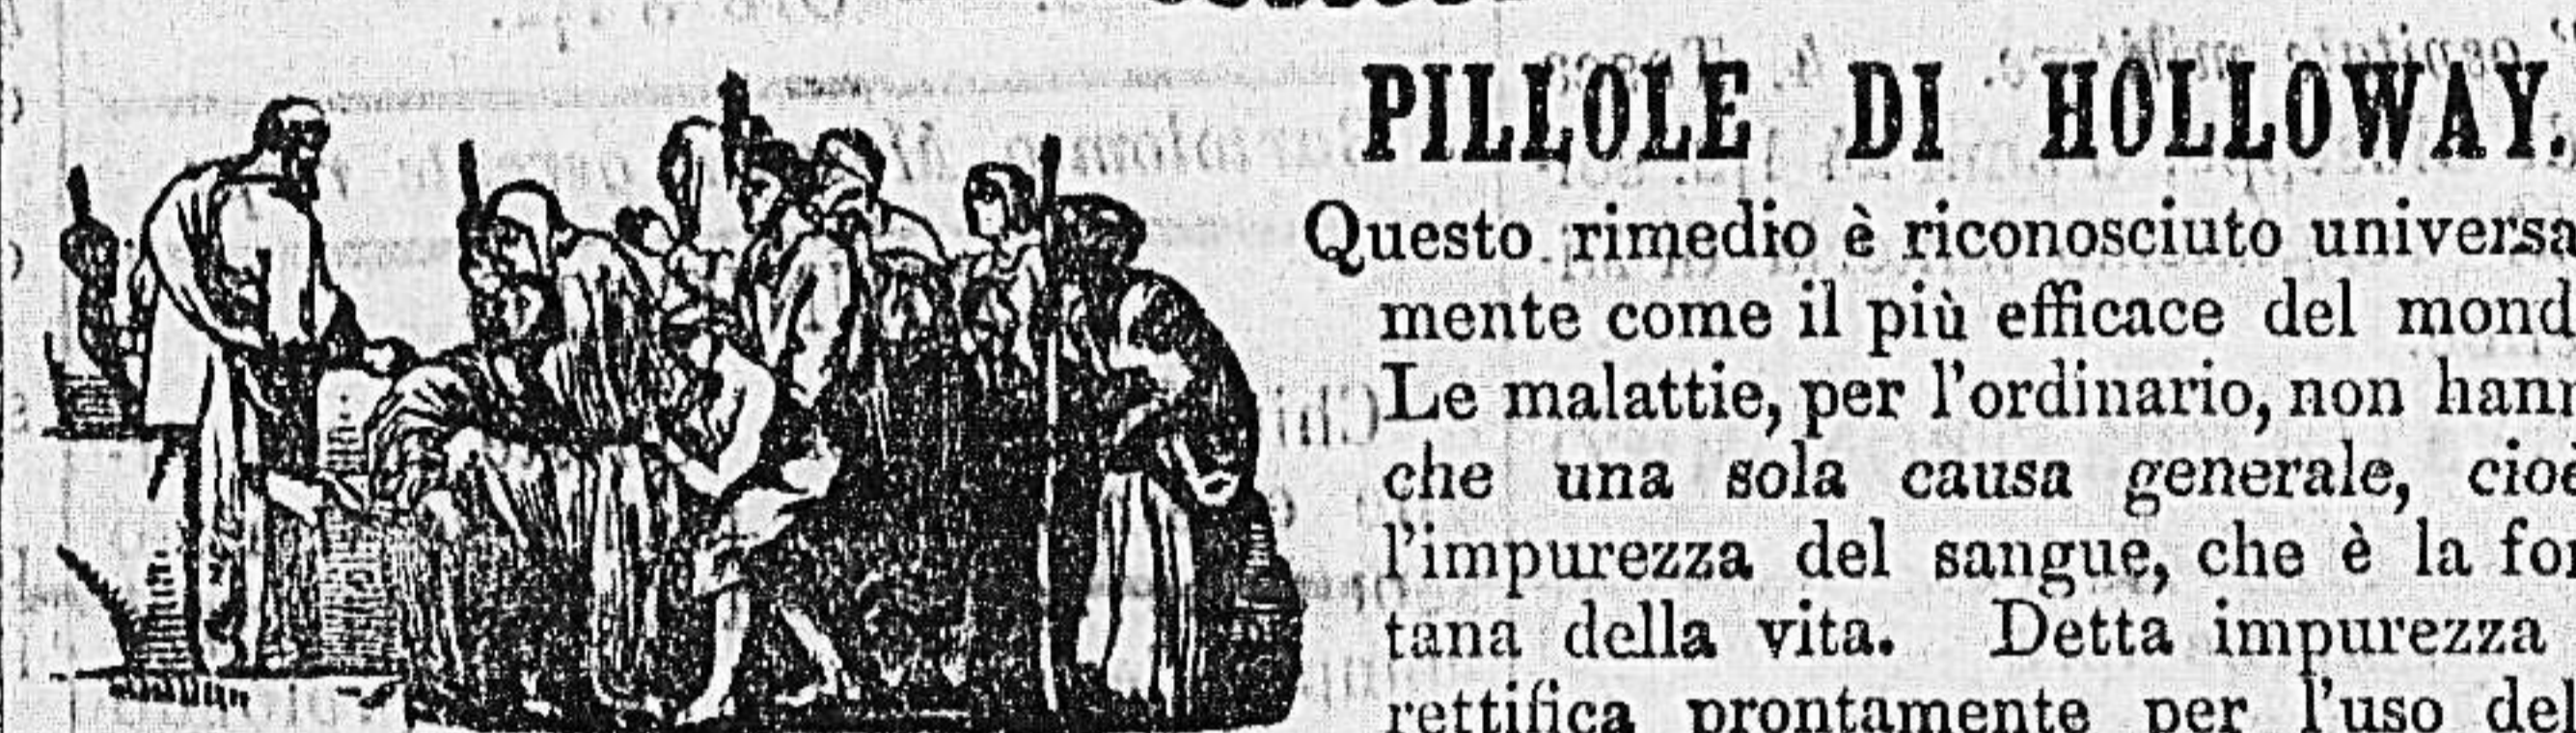 PILLOLE DI HOLLOWAY.
Questo rimedio è riconosciuto universa
mente come il più efficace del mond
Le malattie, per l'ordinario, non hann
che una sola causa generale, cioè
l'impurezza del sangue, che è la fon
tana della vita. Detta impurezza
rettifica prontamente per l'uso del